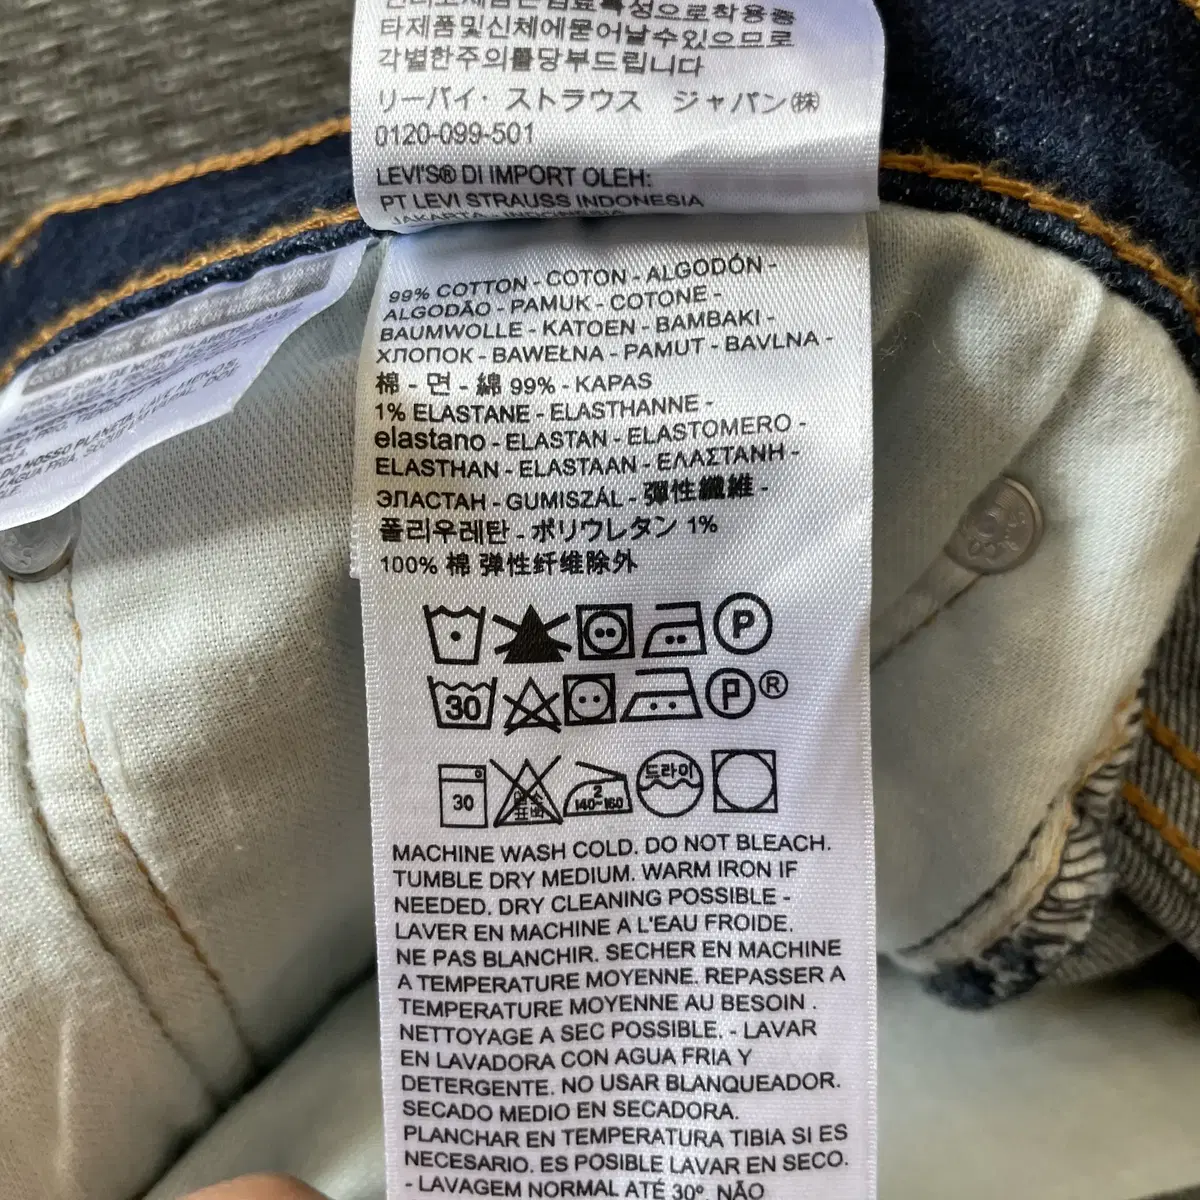 타제품및신체에묻어날수있으므로
각별한주의를당부드립니다
リーバイ・ストラウス ジャパン㈱
0120-099-501
LEVI'S® DI IMPORT OLEH:
PT LEVI STRAUSS INDONESIA
JAKARTA - INDONESIA
99% COTTON - COTON - ALGODÓN -
ALGODÃO - PAMUK - COTONE -
BAUMWOLLE - KATOEN - BAMBAKI -
ХЛОПОК - BAWEŁNA - PAMUT - BAVLNA -
棉 - 면 - 綿 99% - KAPAS
1% ELASTANE - ELASTHANNE -
elastano - ELASTAN - ELASTOMERO -
ELASTHAN - ELASTAAN - ΕΛΑΣΤΑΝΗ -
ЭЛАСТАН - GUMISZÁL - 彈性纖維 -
폴리우레탄 - ポリウレタン 1%
100% 棉 弹性纤维除外
P
30 P ®
30 2 140~160 드라이
MACHINE WASH COLD. DO NOT BLEACH.
TUMBLE DRY MEDIUM. WARM IRON IF
NEEDED. DRY CLEANING POSSIBLE -
LAVER EN MACHINE A L'EAU FROIDE.
NE PAS BLANCHIR. SECHER EN MACHINE
A TEMPERATURE MOYENNE. REPASSER A
TEMPERATURE MOYENNE AU BESOIN .
NETTOYAGE A SEC POSSIBLE. - LAVAR
EN LAVADORA CON AGUA FRIA Y
DETERGENTE. NO USAR BLANQUEADOR.
SECADO MEDIO EN SECADORA.
PLANCHAR EN TEMPERATURA TIBIA SI ES
NECESARIO. ES POSIBLE LAVAR EN SECO.
- LAVAGEM NORMAL ATÉ 30º. NÃO